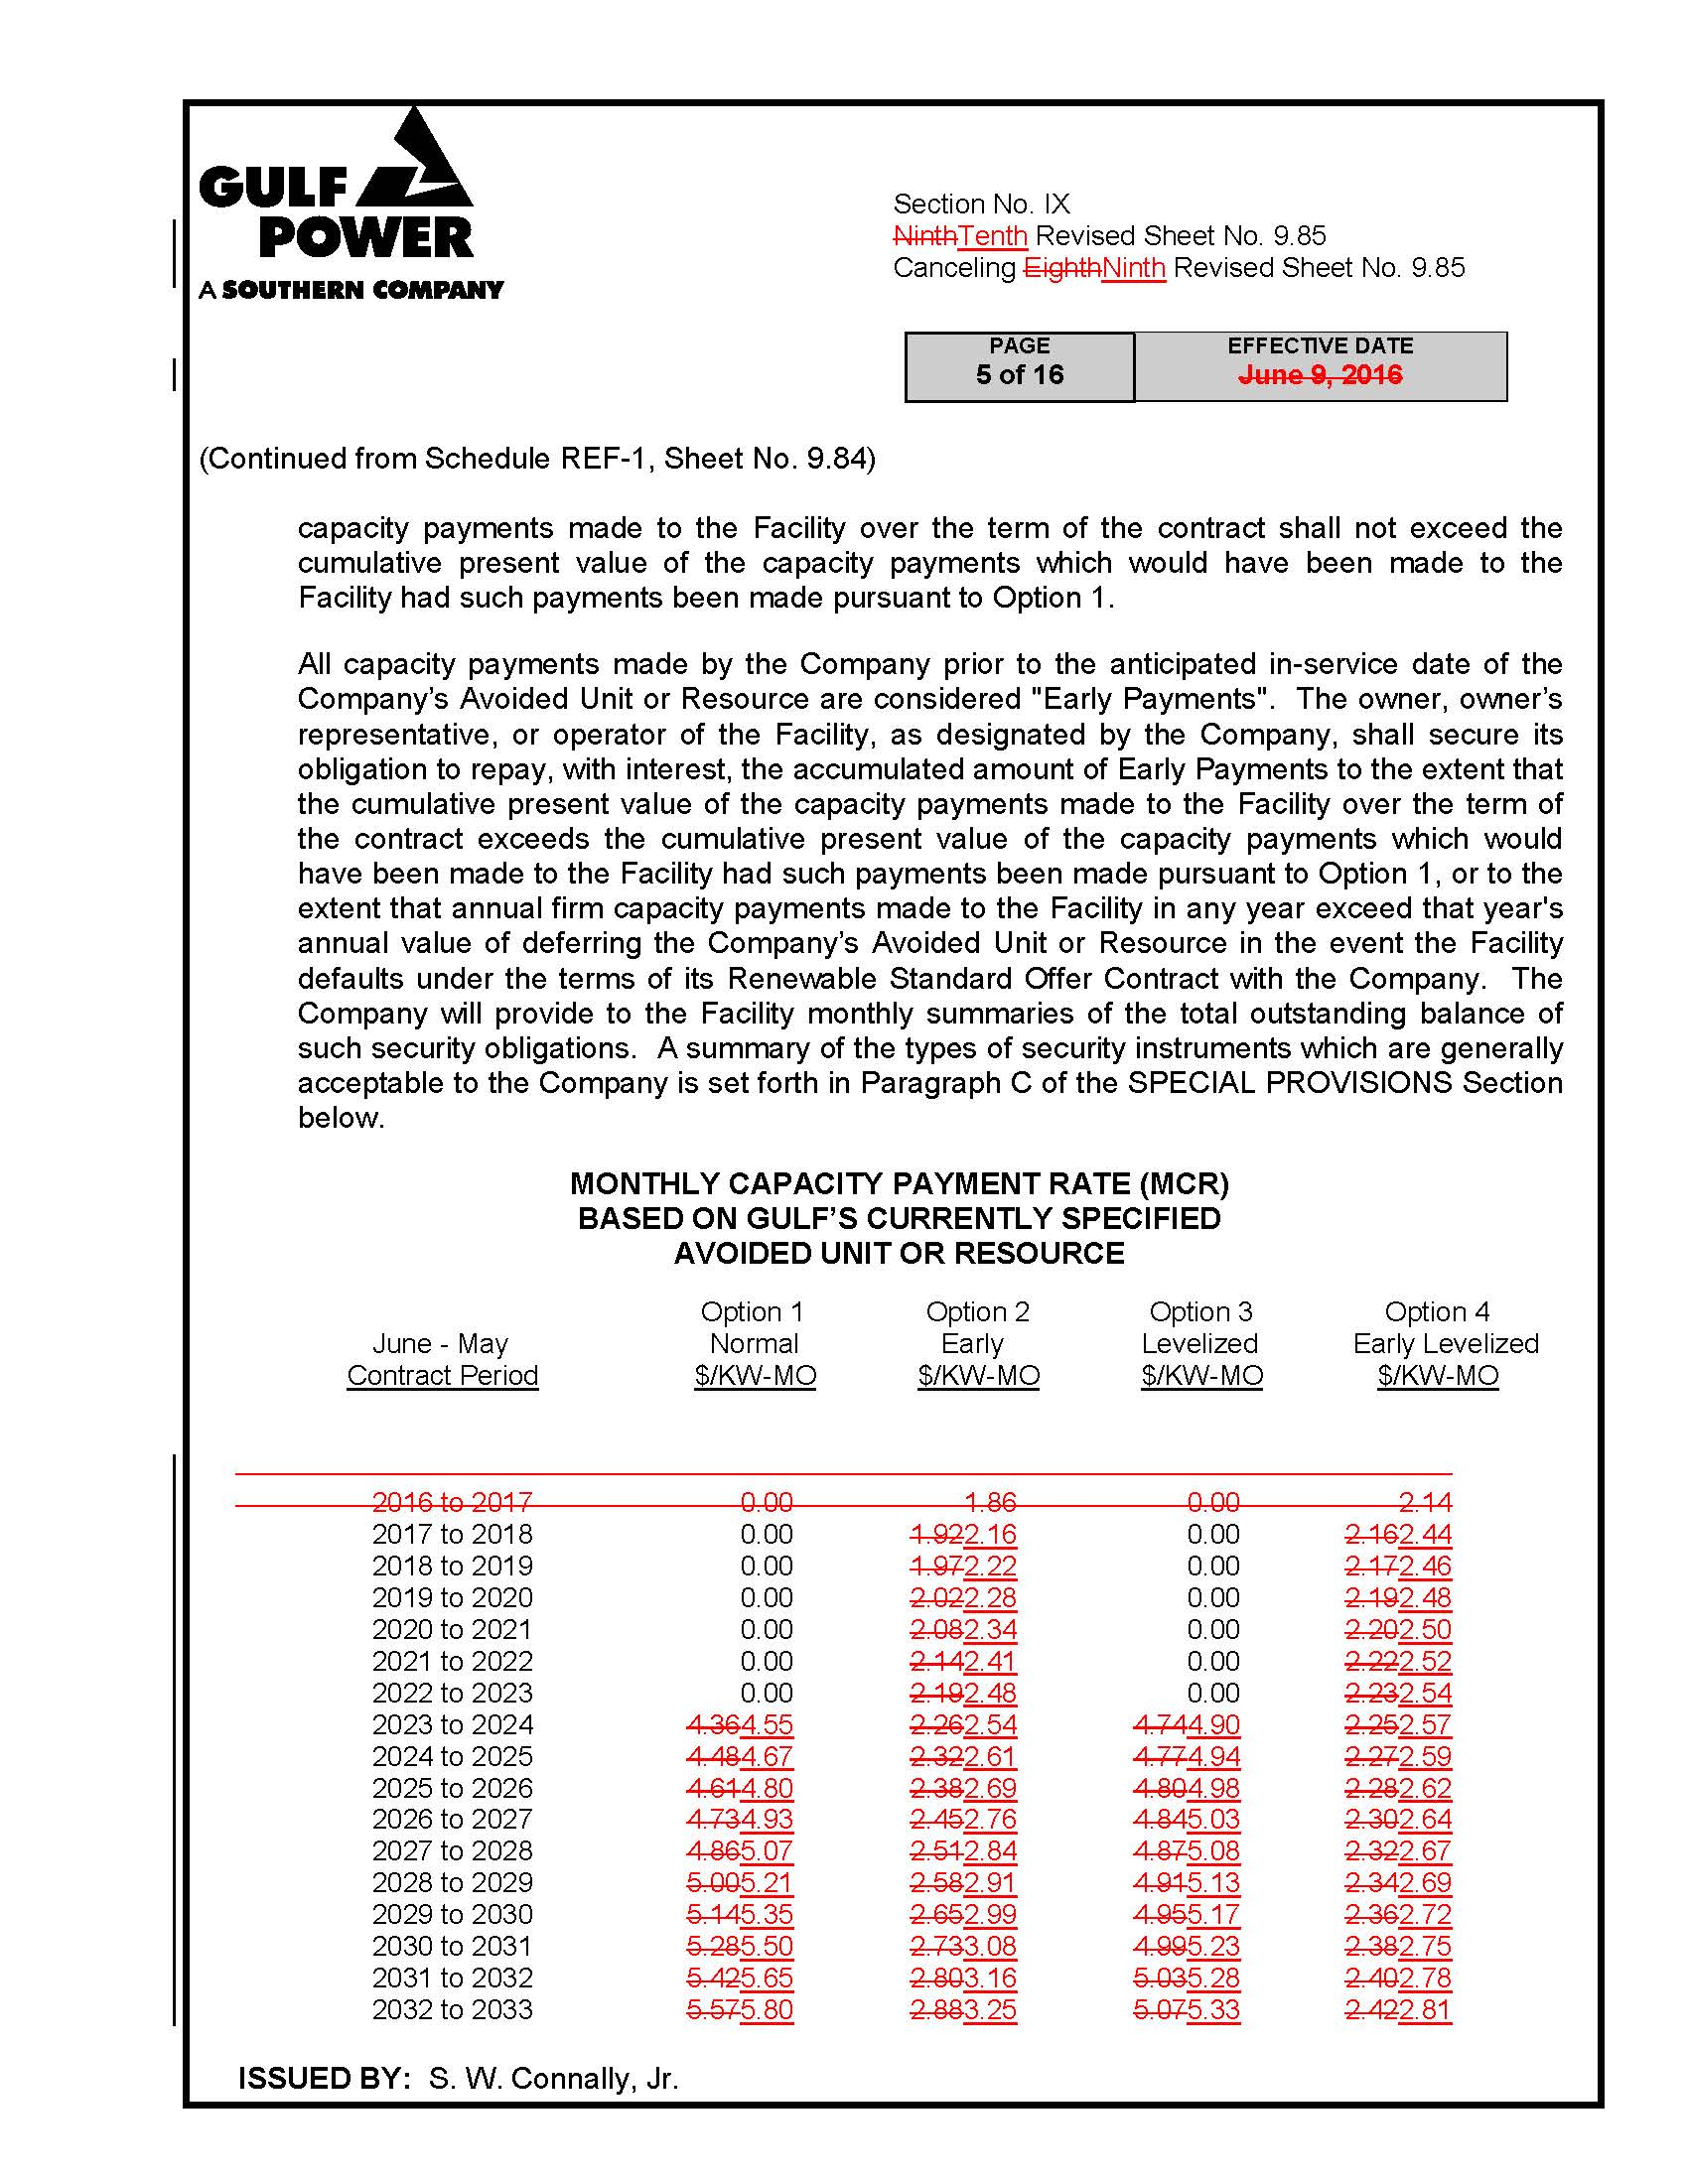 GULF
POWER
A SOUTHERN COMPANY
Section No. IX
NinthTenth Revised Sheet No. 9.85
Canceling EighthNinth Revised Sheet No. 9.85
PAGE EFFECTIVE DATE
5 of 16 June 9, 2016
(Continued from Schedule REF-1, Sheet No. 9.84)
capacity payments made to the Facility over the term of the contract shall not exceed the
cumulative present value of the capacity payments which would have been made to the
Facility had such payments been made pursuant to Option 1.
All capacity payments made by the Company prior to the anticipated in-service date of the
Company’s Avoided Unit or Resource are considered "Early Payments".  The owner, owner’s
representative, or operator of the Facility, as designated by the Company, shall secure its
obligation to repay, with interest, the accumulated amount of Early Payments to the extent that
the cumulative present value of the capacity payments made to the Facility over the term of
the contract exceeds the cumulative present value of the capacity payments which would
have been made to the Facility had such payments been made pursuant to Option 1, or to the
extent that annual firm capacity payments made to the Facility in any year exceed that year's
annual value of deferring the Company’s Avoided Unit or Resource in the event the Facility
defaults under the terms of its Renewable Standard Offer Contract with the Company.  The
Company will provide to the Facility monthly summaries of the total outstanding balance of
such security obligations.  A summary of the types of security instruments which are generally
acceptable to the Company is set forth in Paragraph C of the SPECIAL PROVISIONS Section
below.
MONTHLY CAPACITY PAYMENT RATE (MCR)
BASED ON GULF’S CURRENTLY SPECIFIED
AVOIDED UNIT OR RESOURCE
Option 1 Option 2 Option 3 Option 4
June - May Normal Early Levelized Early Levelized
Contract Period $/KW-MO $/KW-MO $/KW-MO $/KW-MO
2016 to 2017 0.00 1.86 0.00 2.14
2017 to 2018 0.00 1.922.16 0.00 2.162.44
2018 to 2019 0.00 1.972.22 0.00 2.172.46
2019 to 2020 0.00 2.022.28 0.00 2.192.48
2020 to 2021 0.00 2.082.34 0.00 2.202.50
2021 to 2022 0.00 2.142.41 0.00 2.222.52
2022 to 2023 0.00 2.192.48 0.00 2.232.54
2023 to 2024 4.364.55 2.262.54 4.744.90 2.252.57
2024 to 2025 4.484.67 2.322.61 4.774.94 2.272.59
2025 to 2026 4.614.80 2.382.69 4.804.98 2.282.62
2026 to 2027 4.734.93 2.452.76 4.845.03 2.302.64
2027 to 2028 4.865.07 2.512.84 4.875.08 2.322.67
2028 to 2029 5.005.21 2.582.91 4.915.13 2.342.69
2029 to 2030 5.145.35 2.652.99 4.955.17 2.362.72
2030 to 2031 5.285.50 2.733.08 4.995.23 2.382.75
2031 to 2032 5.425.65 2.803.16 5.035.28 2.402.78
2032 to 2033 5.575.80 2.883.25 5.075.33 2.422.81
ISSUED BY:  S. W. Connally, Jr.